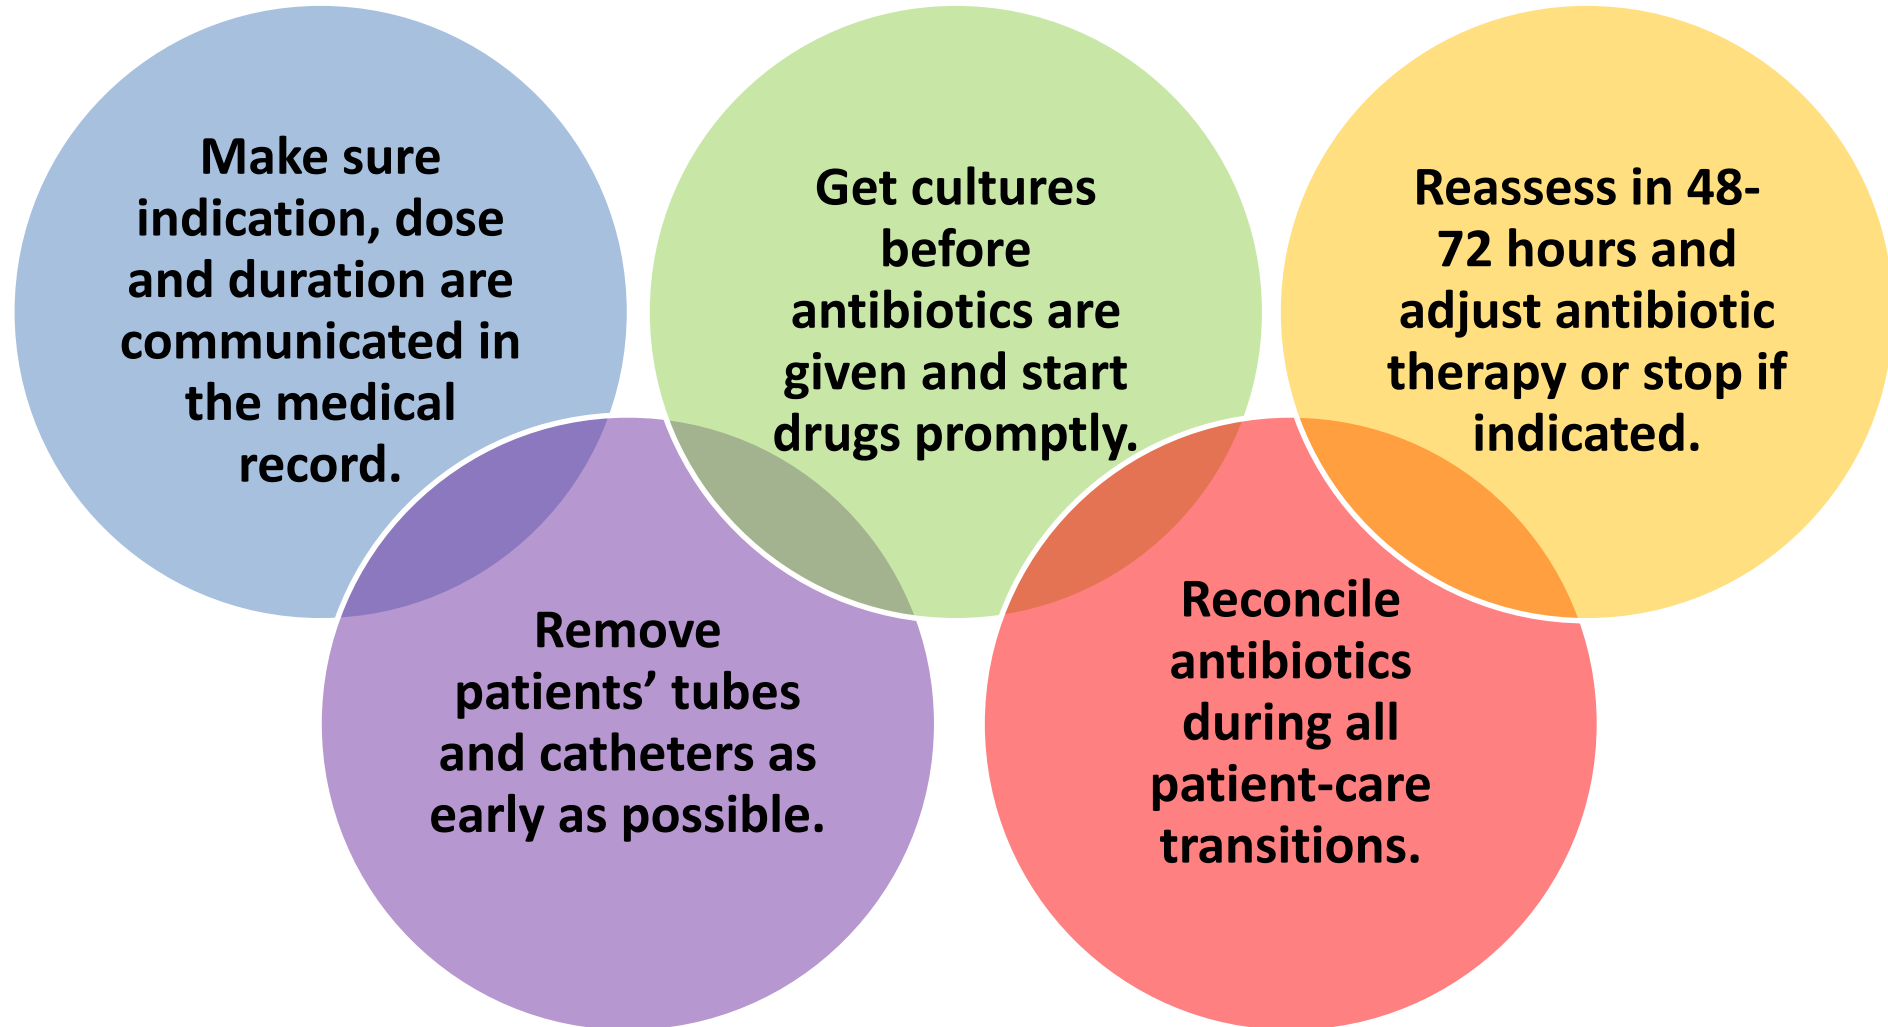 Make sure
indication, dose
and duration are
communicated in
the medical
record.
Remove
patients’ tubes
and catheters as
early as possible.
Get cultures
before
antibiotics are
given and start
drugs promptly.
Reconcile
antibiotics
during all
patient-care
transitions.
Reassess in 48-
72 hours and
adjust antibiotic
therapy or stop if
indicated.